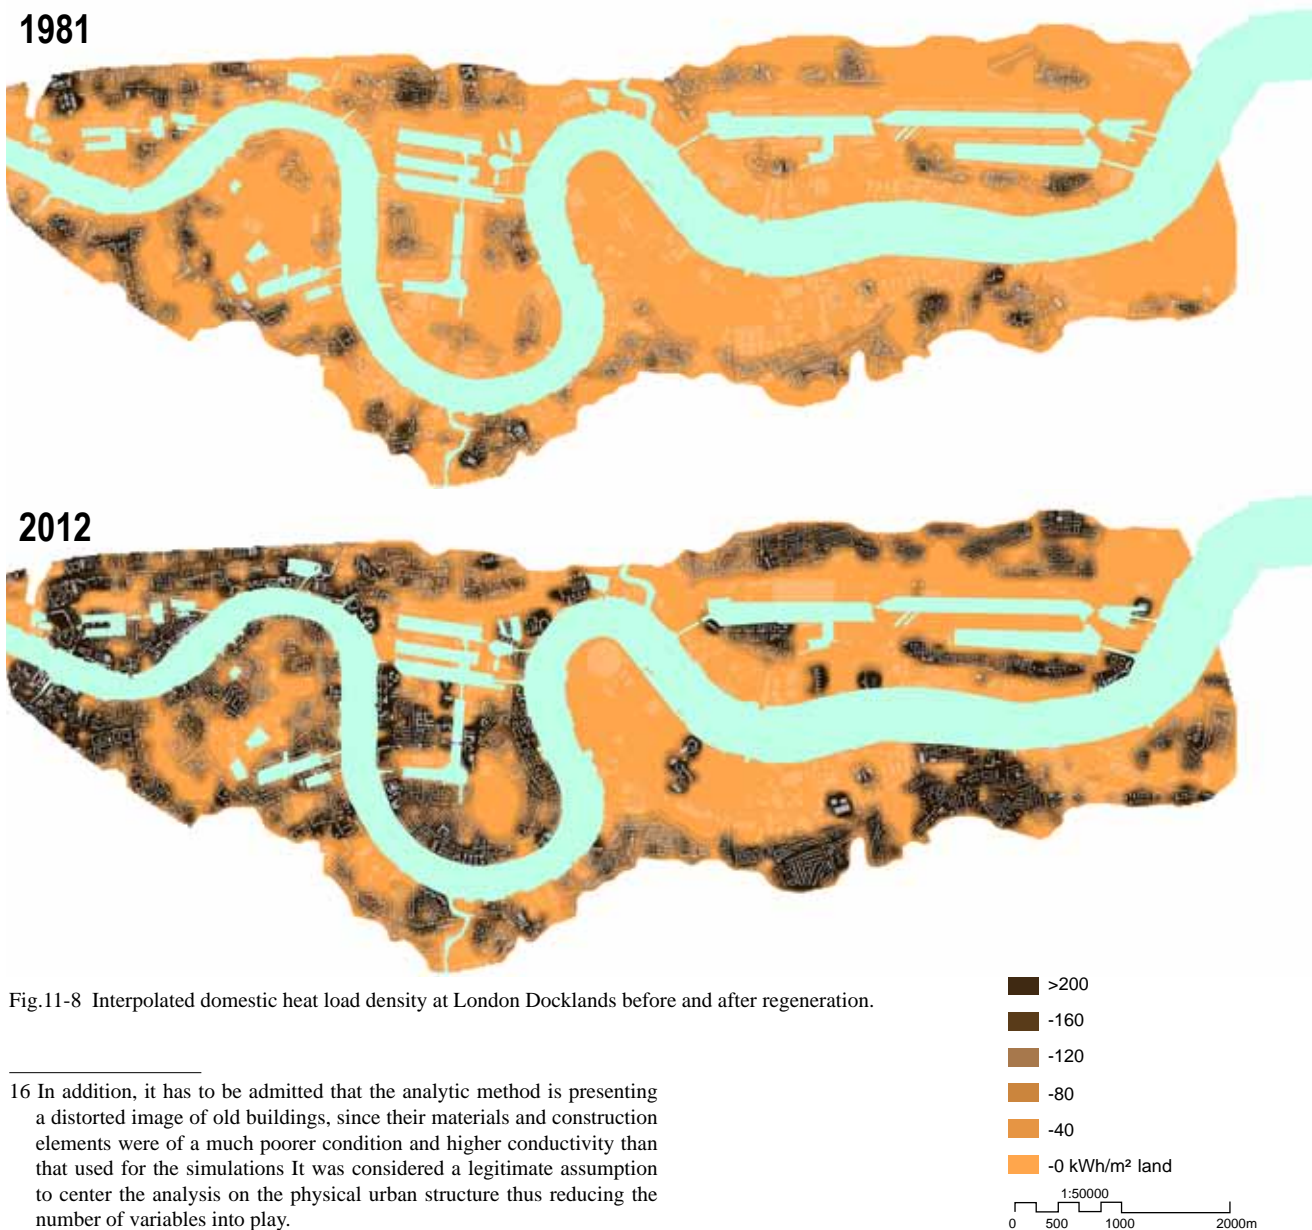 1981
2012
Fig.11-8 Interpolated domestic heat load density at London Docklands before and after regeneration.
16 In addition, it has to be admitted that the analytic method is presenting
a distorted image of old buildings, since their materials and construction
elements were of a much poorer condition and higher conductivity than
that used for the simulations It was considered a legitimate assumption
to center the analysis on the physical urban structure thus reducing the
number of variables into play.
>200
-160
-120
-80
-40
-0 kWh/m² land
1:50000
0 500 1000 2000m